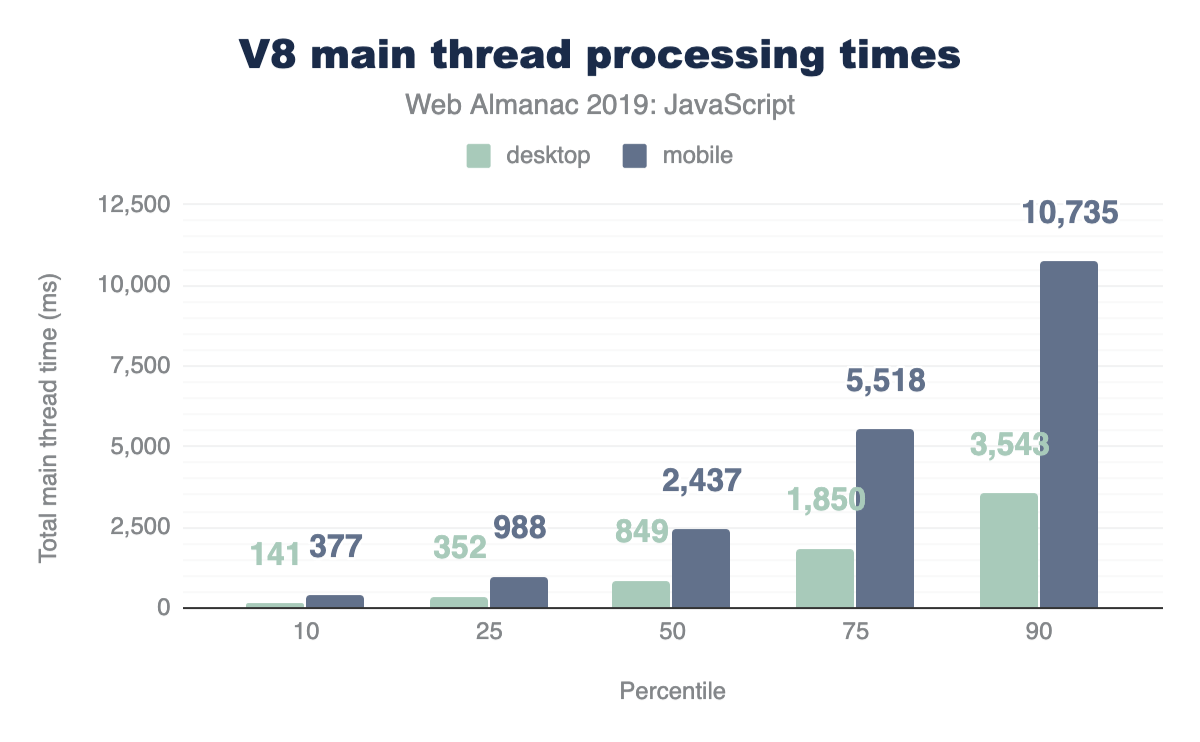 V8 main thread processing times
Web Almanac 2019: JavaScript
desktop mobile
Total main thread time (ms)
12,500
10,000
7,500
5,000
2,500
0
141 377
352 988
849 2,437
1,850 5,518
3,543 10,735
10 25 50 75 90
Percentile